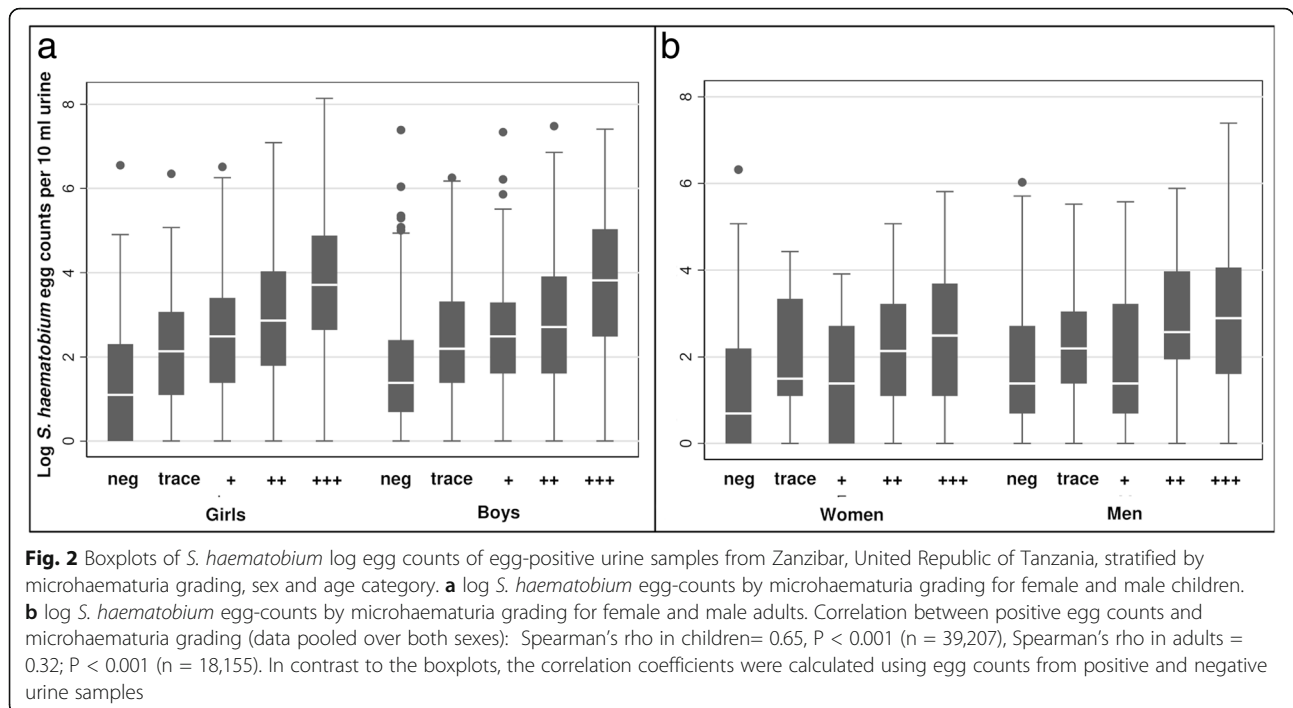 a
b
Log S. haematobium egg counts per 10 ml urine
8
6
4
2
0
neg trace + ++ +++ neg trace + ++ +++
Girls Boys
8
6
4
2
0
neg trace + ++ +++ neg trace + ++ +++
Women Men
Fig. 2 Boxplots of S. haematobium log egg counts of egg-positive urine samples from Zanzibar, United Republic of Tanzania, stratified by
microhaematuria grading, sex and age category. a log S. haematobium egg-counts by microhaematuria grading for female and male children.
b log S. haematobium egg-counts by microhaematuria grading for female and male adults. Correlation between positive egg counts and
microhaematuria grading (data pooled over both sexes): Spearman's rho in children= 0.65, P < 0.001 (n = 39,207), Spearman's rho in adults =
0.32; P < 0.001 (n = 18,155). In contrast to the boxplots, the correlation coefficients were calculated using egg counts from positive and negative
urine samples